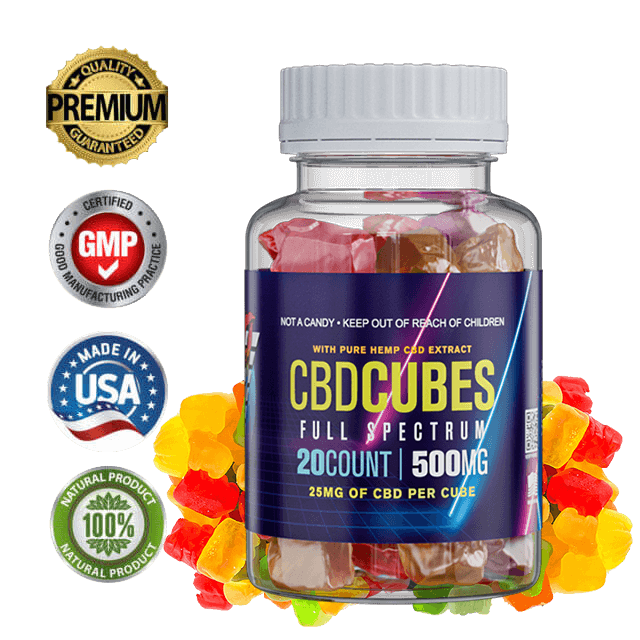 QUALITY
PREMIUM
GUARANTEED
CERTIFIED
GMP
GOOD MANUFACTURING PRACTICE
MADE IN
USA
NATURAL PRODUCT
100%
NATURAL PRODUCT
NOT A CANDY • KEEP OUT OF REACH OF CHILDREN
WITH PURE HEMP CBD EXTRACT
CBDCUBES
FULL SPECTRUM
20COUNT | 500MG
25MG OF CBD PER CUBE